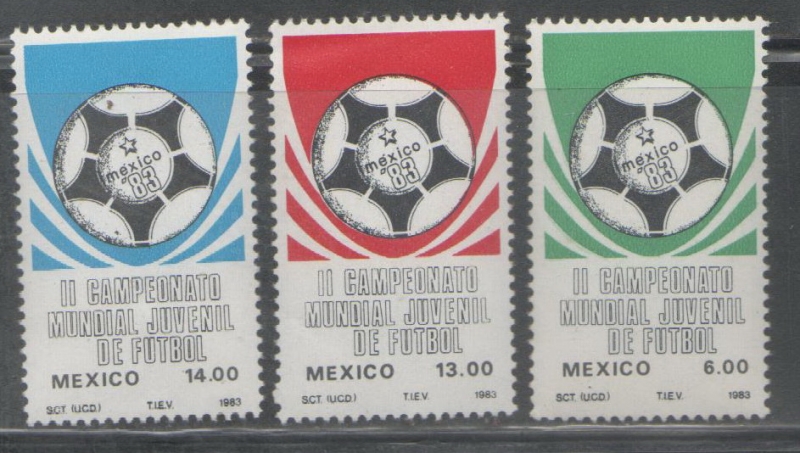 mexico
'83
II CAMPEONATO
MUNDIAL JUVENIL
DE FUTBOL
MEXICO 14.00
SCT. (UCD.) T.I.E.V. 1983
mexico
'83
II CAMPEONATO
MUNDIAL JUVENIL
DE FUTBOL
MEXICO 13.00
SCT. (UCD.) T.I.E.V. 1983
mexico
'83
II CAMPEONATO
MUNDIAL JUVENIL
DE FUTBOL
MEXICO 6.00
SCT. (UCD.) T.I.E.V. 1983